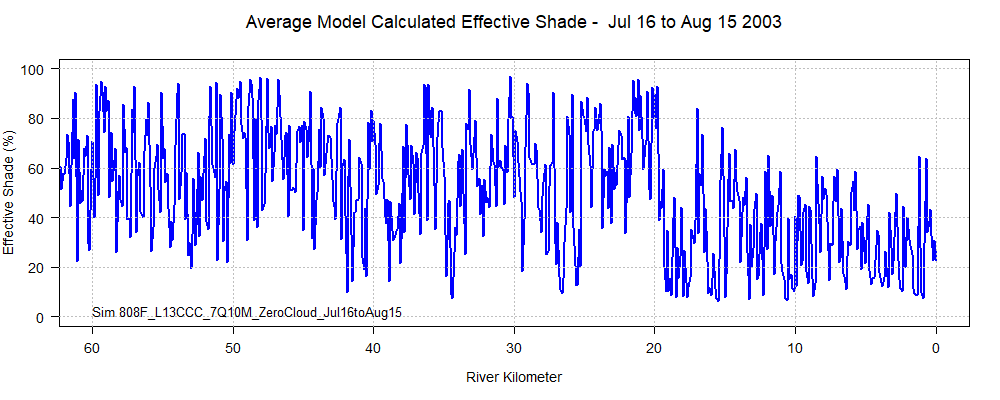 Average Model Calculated Effective Shade -  Jul 16 to Aug 15 2003
Effective Shade (%)
100
80
60
40
20
0
Sim 808F_L13CCC_7Q10M_ZeroCloud_Jul16toAug15
60 50 40 30 20 10 0
River Kilometer